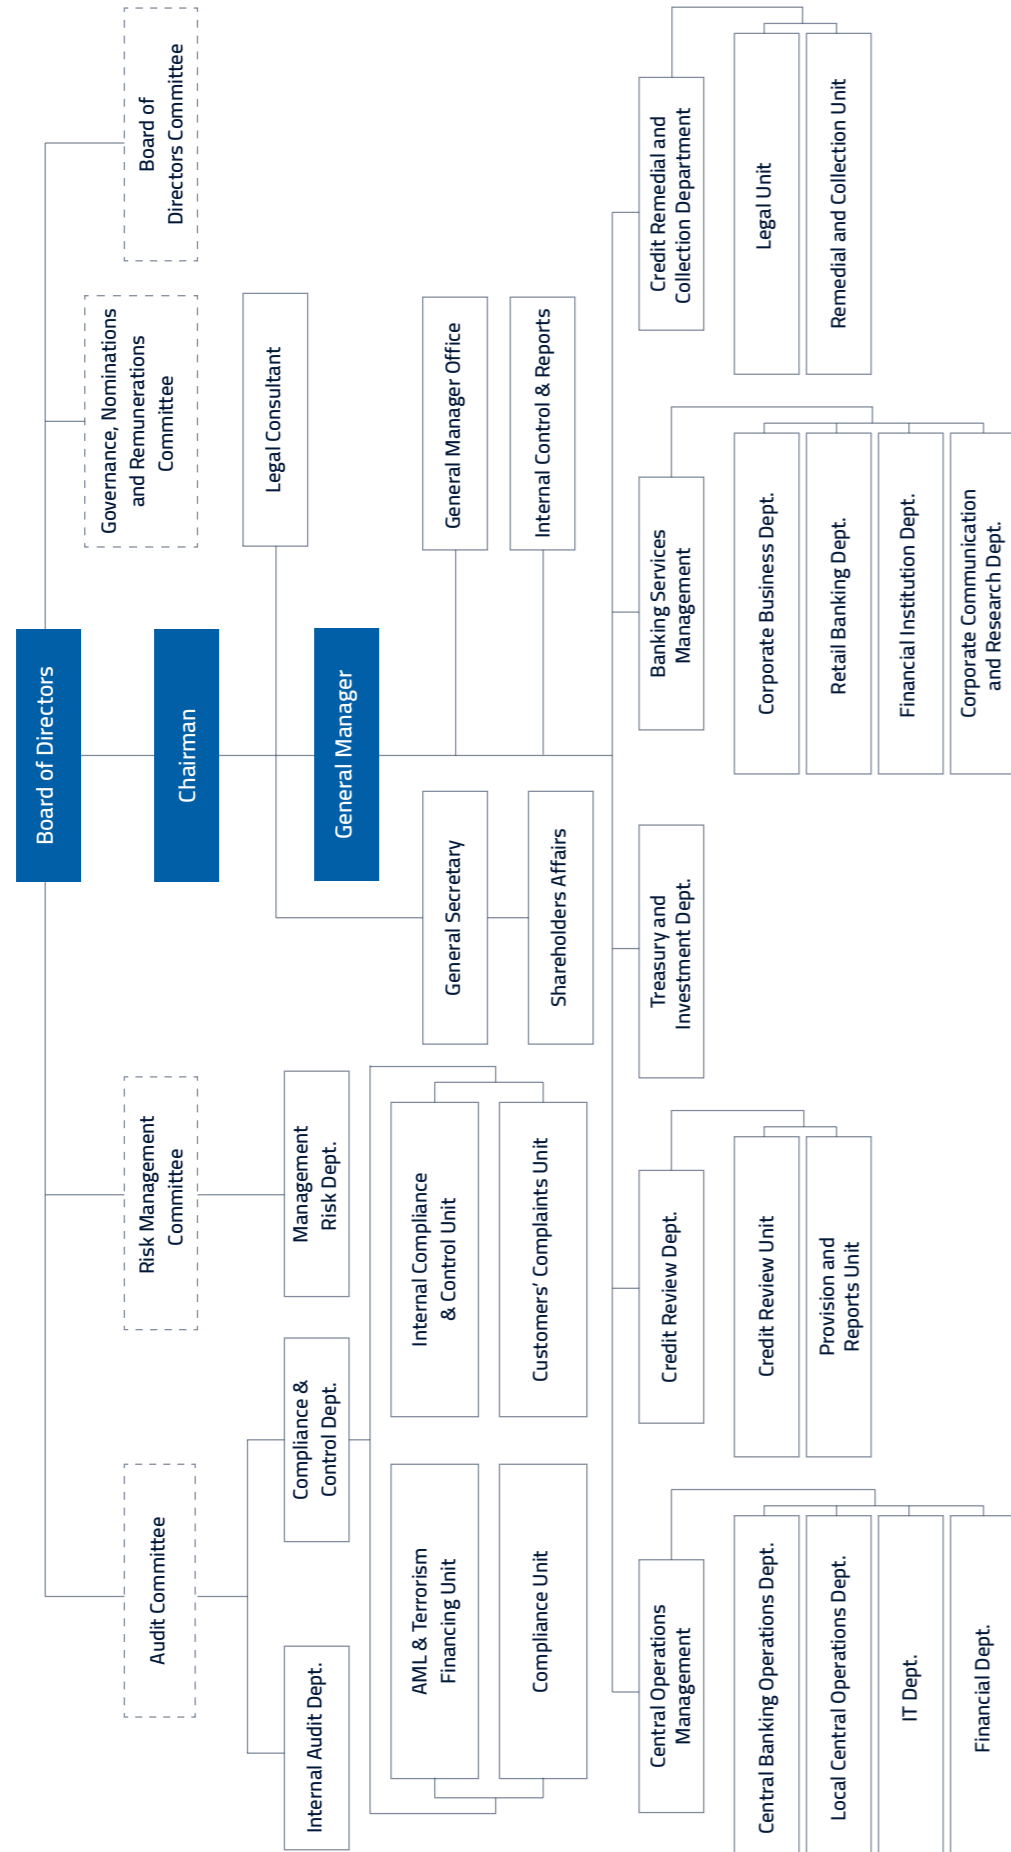 Board of Directors
Audit Committee
Risk Management
Committee
Governance, Nominations
and Remunerations
Committee
Board of
Directors Committee
Chairman
Legal Consultant
Internal Audit Dept.
Compliance &
Control Dept.
Management
Risk Dept.
General Manager
AML & Terrorism
Financing Unit
Internal Compliance
& Control Unit
General Secretary
General Manager Office
Compliance Unit
Customers' Complaints Unit
Shareholders Affairs
Internal Control & Reports
Central Operations
Management
Credit Review Dept.
Treasury and
Investment Dept.
Banking Services
Management
Credit Remedial and
Collection Department
Central Banking Operations Dept.
Local Central Operations Dept.
IT Dept.
Financial Dept.
Credit Review Unit
Provision and
Reports Unit
Corporate Business Dept.
Retail Banking Dept.
Financial Institution Dept.
Corporate Communication
and Research Dept.
Legal Unit
Remedial and Collection Unit